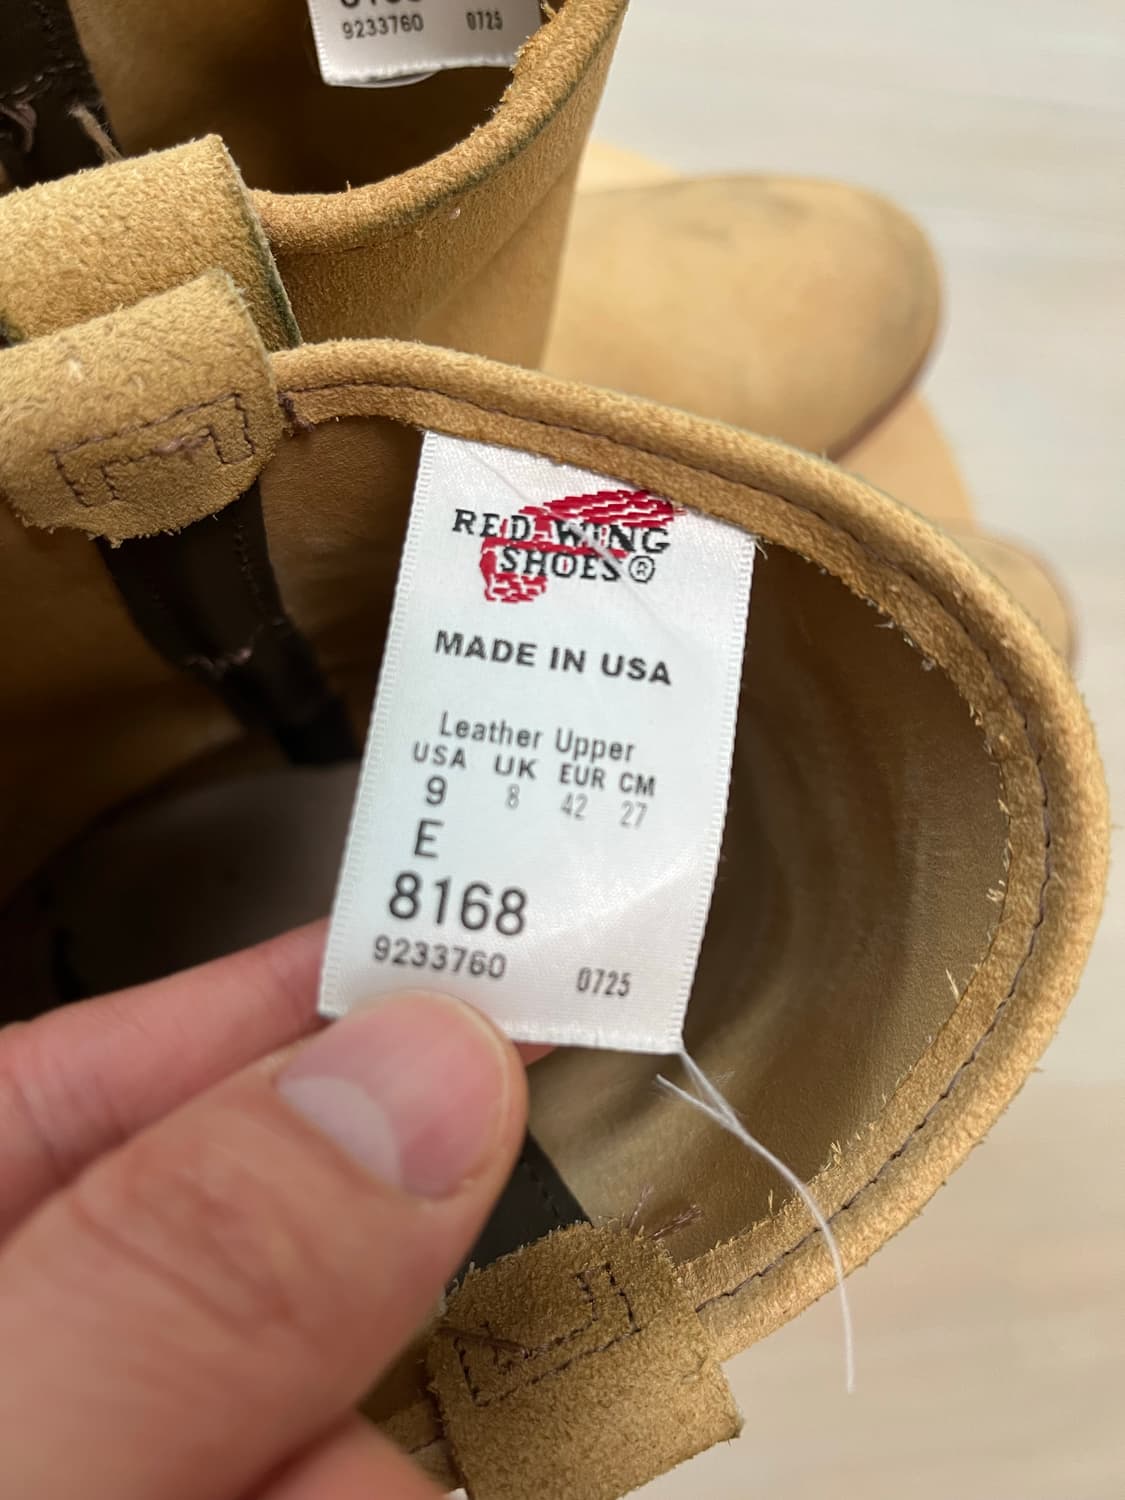 9233760 0725
RED WING
SHOES®
MADE IN USA
Leather Upper
USA UK EUR CM
9 8 42 27
E
8168
9233760 0725